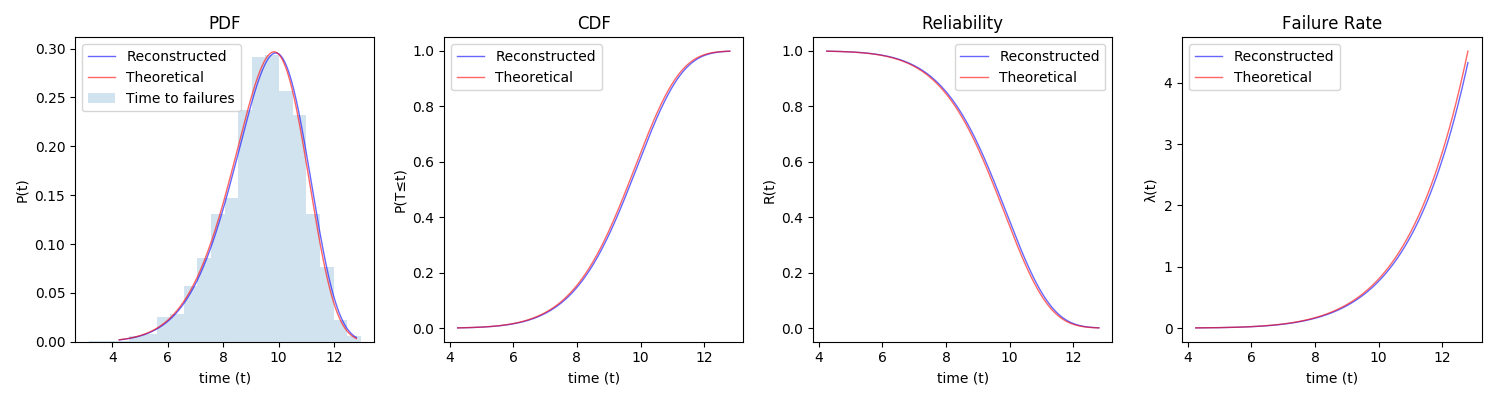 PDF
Reconstructed
Theoretical
Time to failures
0.30
0.25
0.20
0.15
0.10
0.05
0.00
P(t)
4 6 8 10 12
time (t)
CDF
Reconstructed
Theoretical
1.0
0.8
0.6
0.4
0.2
0.0
P(T≤t)
4 6 8 10 12
time (t)
Reliability
Reconstructed
Theoretical
1.0
0.8
0.6
0.4
0.2
0.0
R(t)
4 6 8 10 12
time (t)
Failure Rate
Reconstructed
Theoretical
4
3
2
1
0
λ(t)
4 6 8 10 12
time (t)